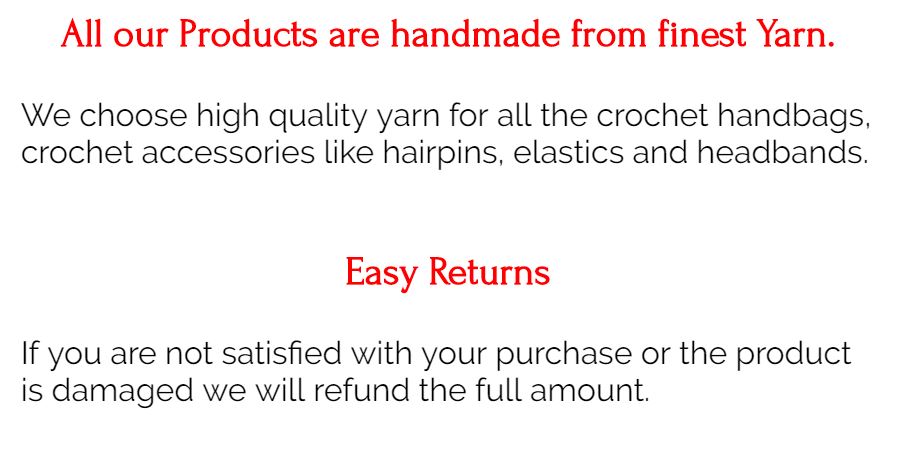 All our Products are handmade from finest Yarn.
We choose high quality yarn for all the crochet handbags,
crochet accessories like hairpins, elastics and headbands.
Easy Returns
If you are not satisfied with your purchase or the product
is damaged we will refund the full amount.